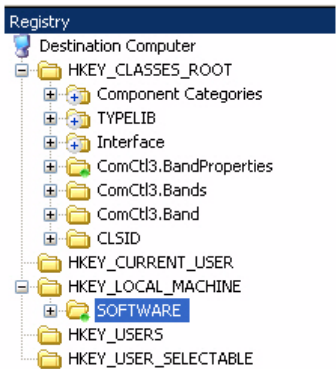 Registry
Destination Computer
HKEY_CLASSES_ROOT
Component Categories
TYPELIB
Interface
ComCtl3.BandProperties
ComCtl3.Bands
ComCtl3.Band
CLSID
HKEY_CURRENT_USER
HKEY_LOCAL_MACHINE
SOFTWARE
HKEY_USERS
HKEY_USER_SELECTABLE